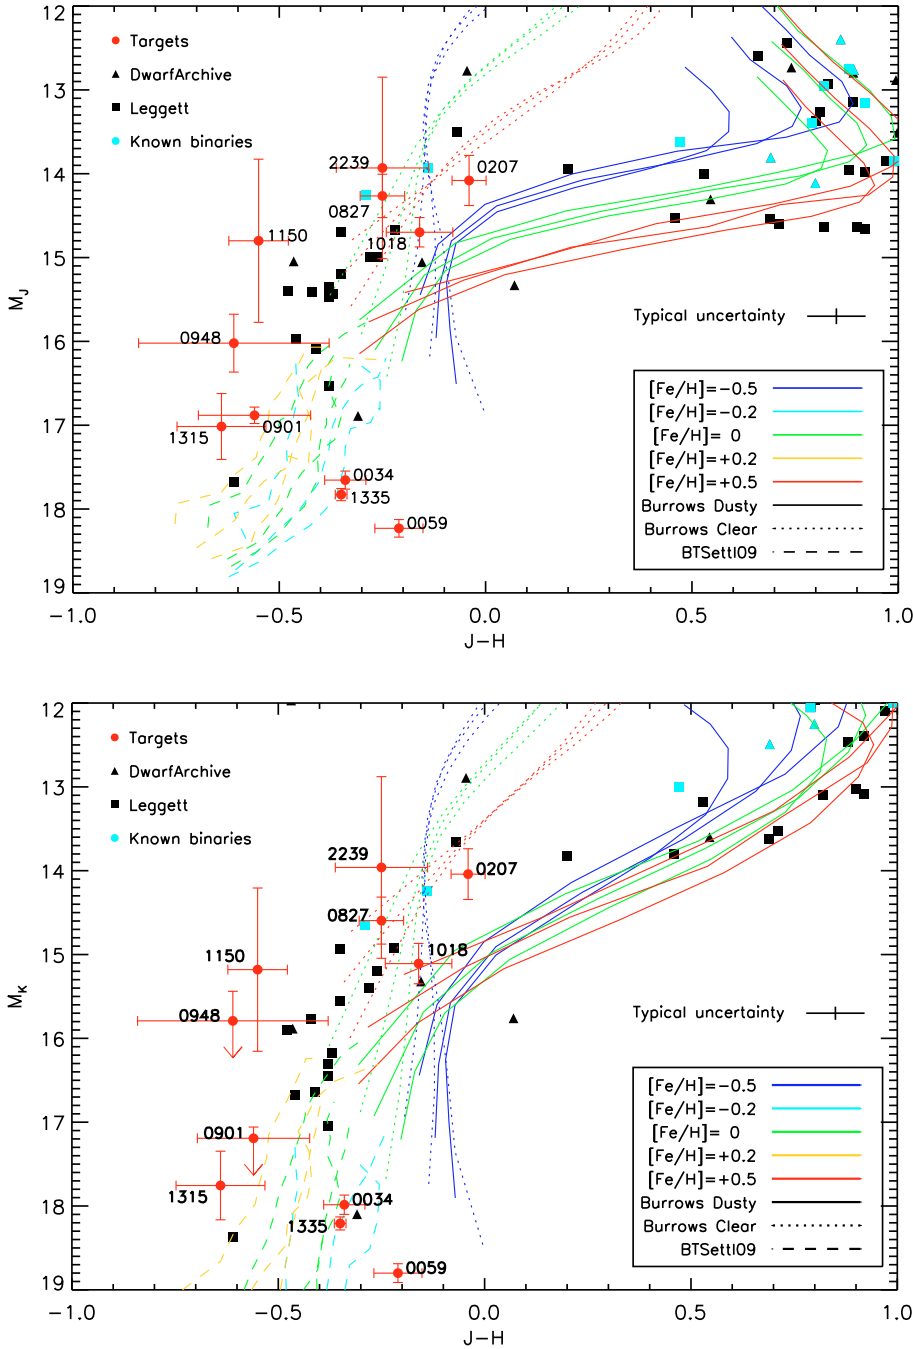 12
13
14
15
16
17
18
19
M_J
Targets
DwarfArchive
Leggett
Known binaries
2239
0207
0827
1018
1150
0948
0901
1315
0034
1335
0059
Typical uncertainty
[Fe/H]=−0.5
[Fe/H]=−0.2
[Fe/H]= 0
[Fe/H]=+0.2
[Fe/H]=+0.5
Burrows Dusty
Burrows Clear
BTSettl09
−1.0 −0.5 0.0 0.5 1.0
J−H
12
13
14
15
16
17
18
19
M_K
Targets
DwarfArchive
Leggett
Known binaries
2239
0207
0827
1018
1150
0948
0901
1315
0034
1335
0059
Typical uncertainty
[Fe/H]=−0.5
[Fe/H]=−0.2
[Fe/H]= 0
[Fe/H]=+0.2
[Fe/H]=+0.5
Burrows Dusty
Burrows Clear
BTSettl09
−1.0 −0.5 0.0 0.5 1.0
J−H